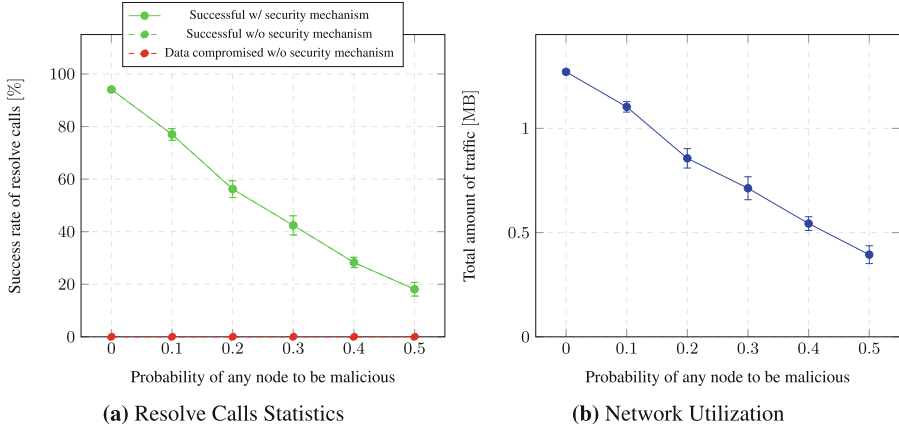 Successful w/ security mechanism
Successful w/o security mechanism
Data compromised w/o security mechanism
Success rate of resolve calls [%]
100
80
60
40
20
0
0 0.1 0.2 0.3 0.4 0.5
Probability of any node to be malicious
(a) Resolve Calls Statistics
Total amount of traffic [MB]
1
0.5
0
0 0.1 0.2 0.3 0.4 0.5
Probability of any node to be malicious
(b) Network Utilization